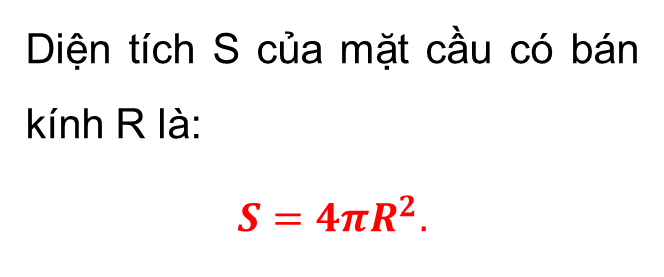 Diện tích S của mặt cầu có bán
kính R là:
S = 4πR².